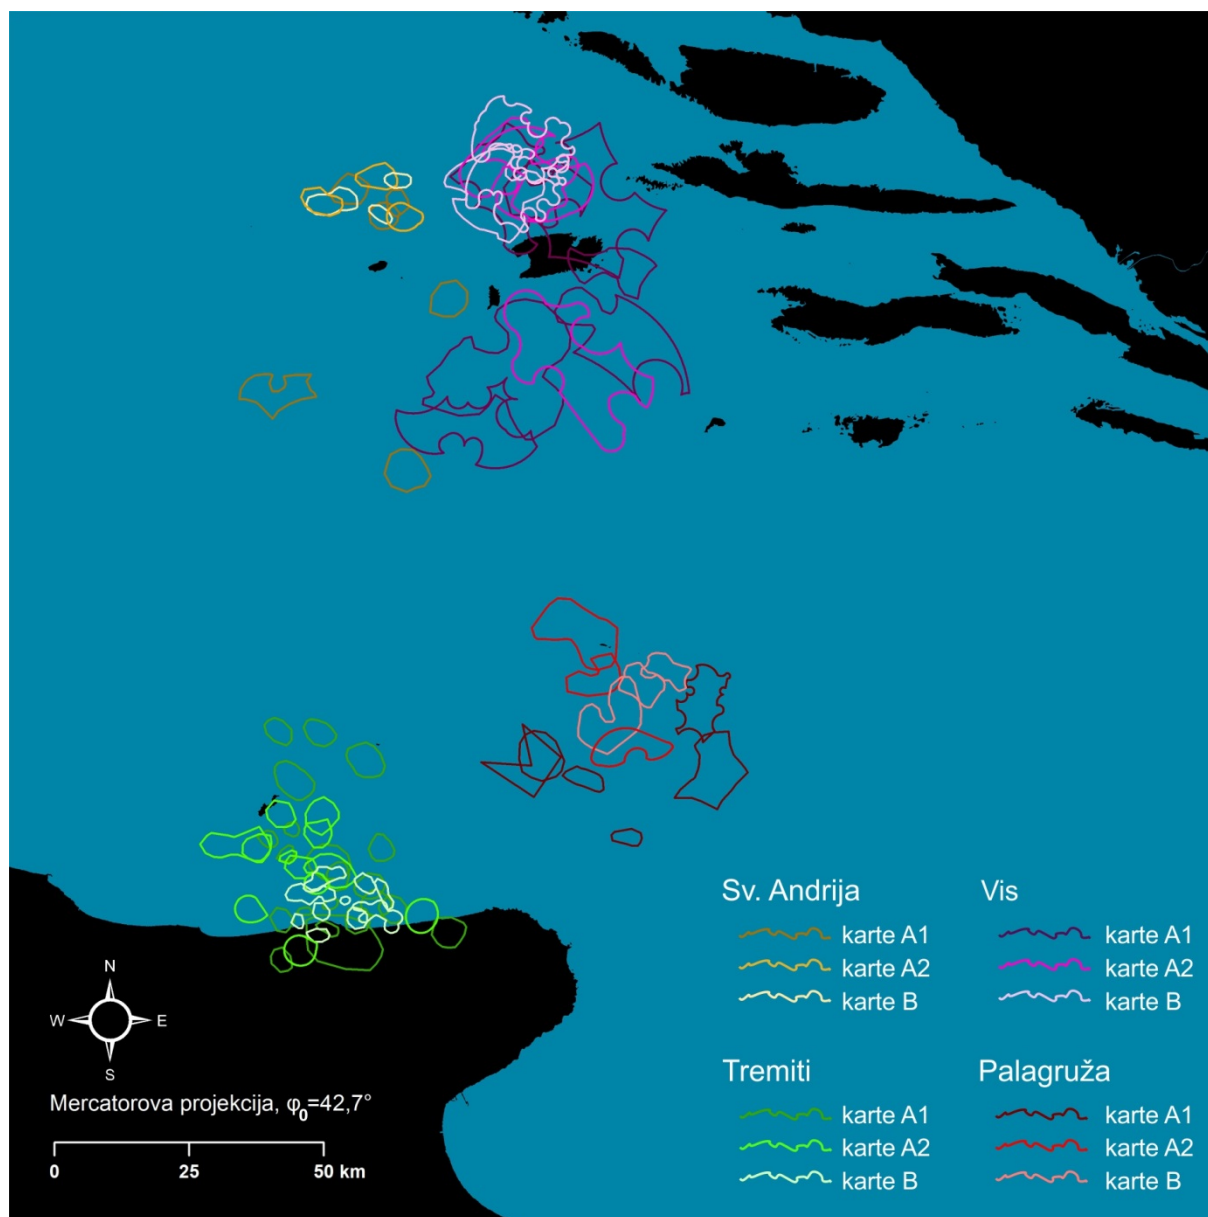 Sv. Andrija
karte A1
karte A2
karte B
Vis
karte A1
karte A2
karte B
Tremiti
karte A1
karte A2
karte B
Palagruža
karte A1
karte A2
karte B
N
W E
S
Mercatorova projekcija, φ₀=42,7°
0 25 50 km